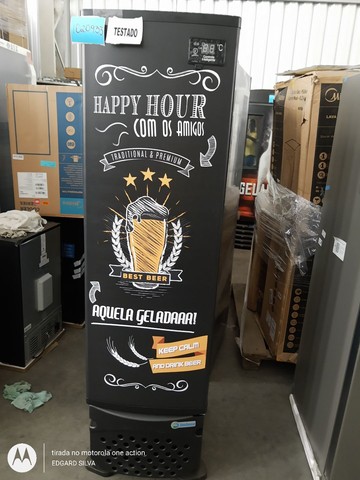 TESTADO
HAPPY HOUR
COM OS AMIGOS
TRADITIONAL & PREMIUM
BEST BEER
AQUELA GELADAAA!
KEEP CALM
AND DRINK BEER
tirada no motorola one action
EDGARD SILVA